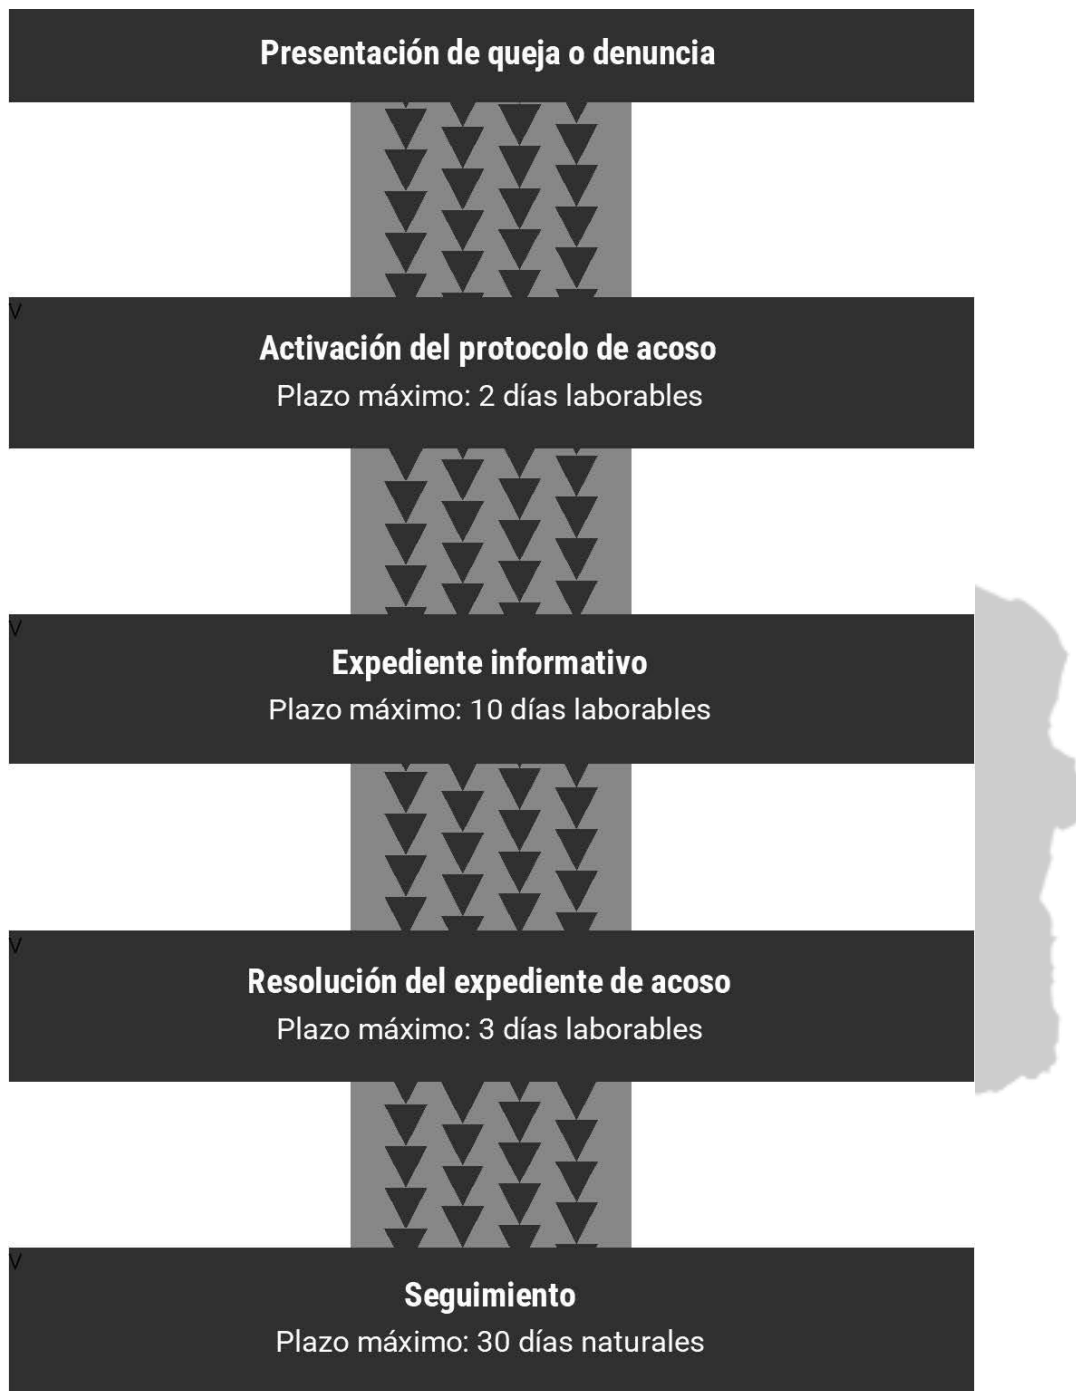 Presentación de queja o denuncia
V
Activación del protocolo de acoso
Plazo máximo: 2 días laborables
V
Expediente informativo
Plazo máximo: 10 días laborables
V
Resolución del expediente de acoso
Plazo máximo: 3 días laborables
V
Seguimiento
Plazo máximo: 30 días naturales